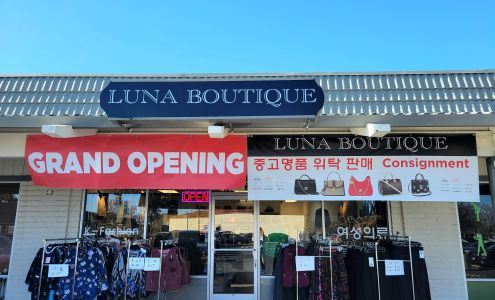 LUNA BOUTIQUE
GRAND OPENING
LUNA BOUTIQUE
중고명품 위탁 판매 Consignment
OPEN
K-Fashion
여성의류